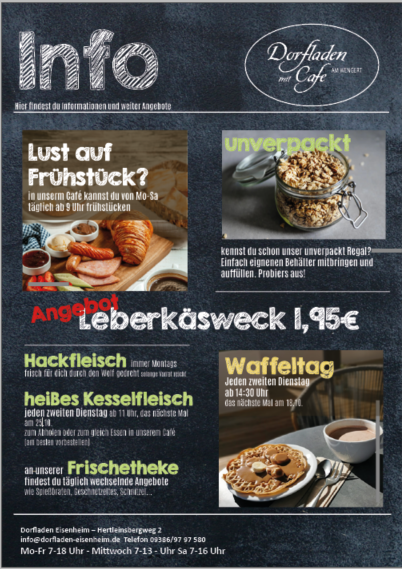 Info
Dorfladen
mit Café AM WENGERT
Hier findest du Informationen und weiter Angebote
Lust auf
Frühstück?
in unserm Café kannst du von Mo-Sa
täglich ab 9 Uhr frühstücken
unverpackt
kennst du schon unser unverpackt Regal?
Einfach eignenen Behälter mitbringen und
auffüllen. Probiers aus!
Angebot
Leberkäsweck 1,95€
Hackfleisch immer Montags
frisch für dich durch den Wolf gedreht
heißes Kesselfleisch
jeden zweiten Dienstag ab 11 Uhr, das nächste Mal
am 25.10.
zum Abholen oder zum gleich Essen in unserem Café
(am besten vorbestellen)
an unserer Frischetheke
findest du täglich wechselnde Angebote
wie Spießbraten, Geschnetzeltes, Schnitzel...
Waffeltag
Jeden zweiten Dienstag
ab 14:30 Uhr
das nächste Mal am 18.10.
Dorfladen Eisenheim – Hertleinsbergweg 2
info@dorfladen-eisenheim.de Telefon 09386/97 97 580
Mo-Fr 7-18 Uhr - Mittwoch 7-13 - Uhr Sa 7-16 Uhr